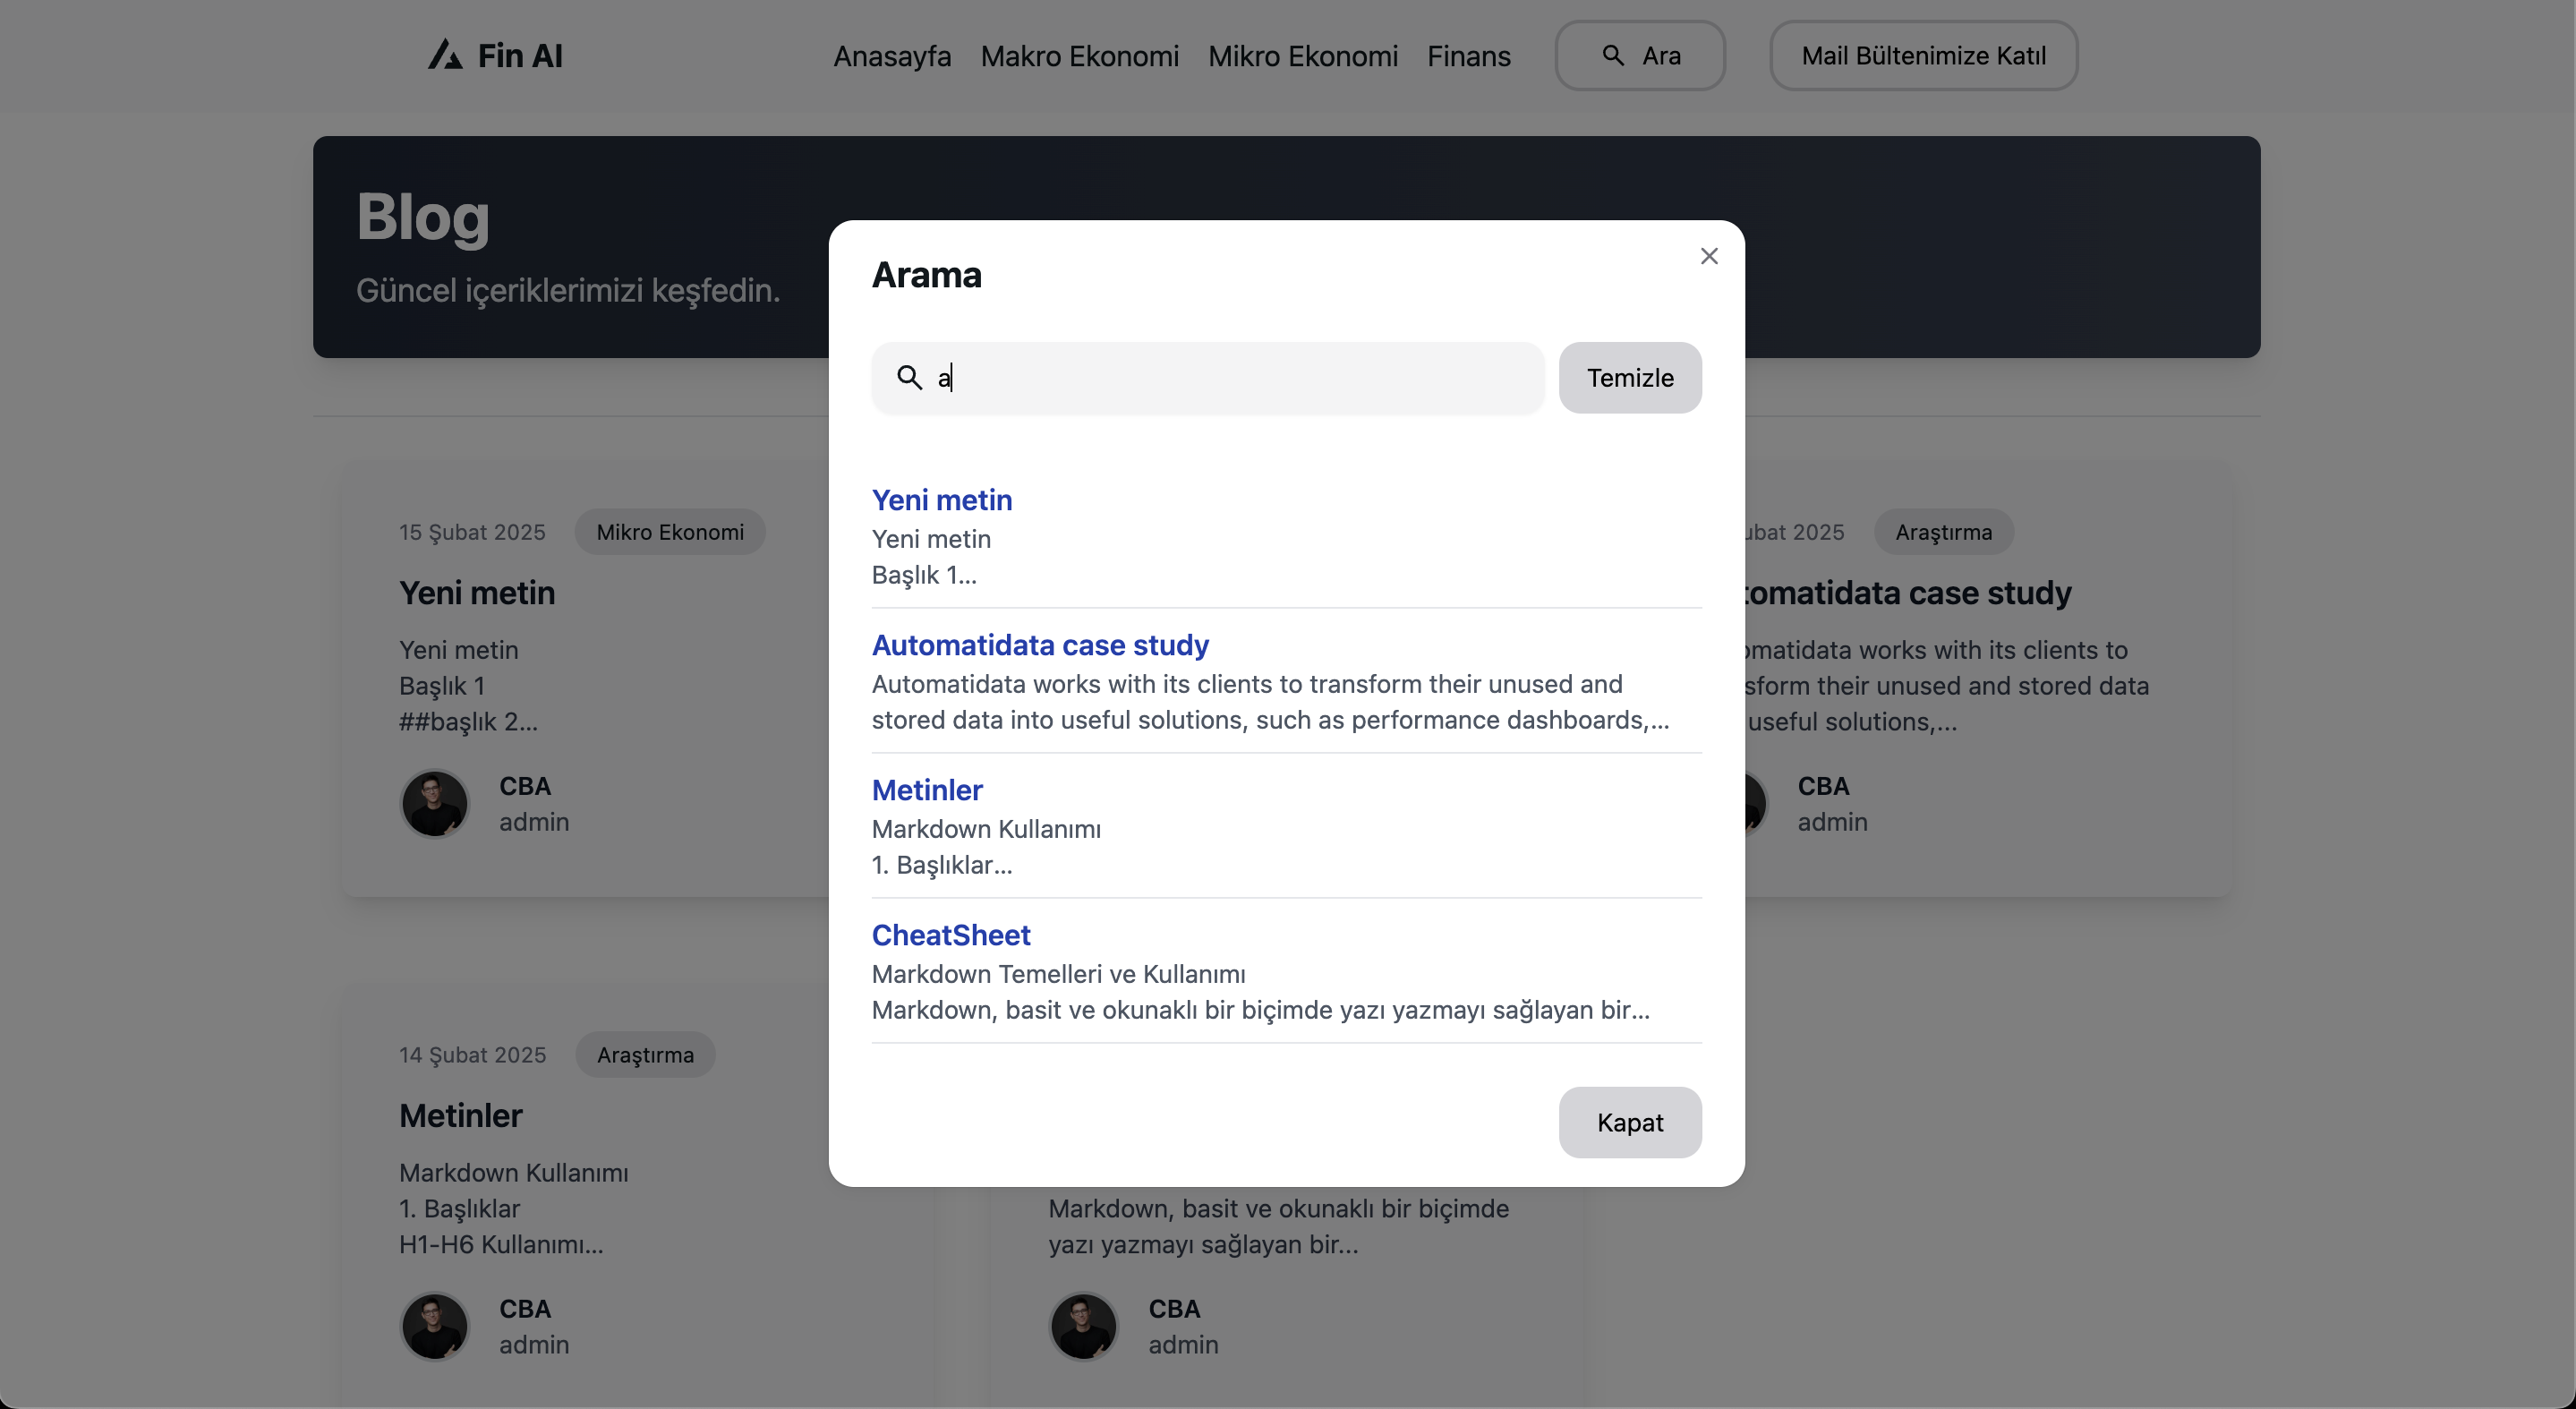 Fin AI
Anasayfa
Makro Ekonomi
Mikro Ekonomi
Finans
Ara
Mail Bültenimize Katıl
Blog
Güncel içeriklerimizi keşfedin.
Arama
a
Temizle
Yeni metin
Yeni metin
Başlık 1...
Automatidata case study
Automatidata works with its clients to transform their unused and
stored data into useful solutions, such as performance dashboards,...
Metinler
Markdown Kullanımı
1. Başlıklar...
CheatSheet
Markdown Temelleri ve Kullanımı
Markdown, basit ve okunaklı bir biçimde yazı yazmayı sağlayan bir...
Kapat
15 Şubat 2025
Mikro Ekonomi
Yeni metin
Yeni metin
Başlık 1
##başlık 2...
CBA
admin
2025
Araştırma
case study
works with its clients to
their unused and stored data
useful solutions,...
CBA
admin
14 Şubat 2025
Araştırma
Metinler
Markdown Kullanımı
1. Başlıklar
H1-H6 Kullanımı...
CBA
admin
Markdown, basit ve okunaklı bir biçimde
yazı yazmayı sağlayan bir...
CBA
admin